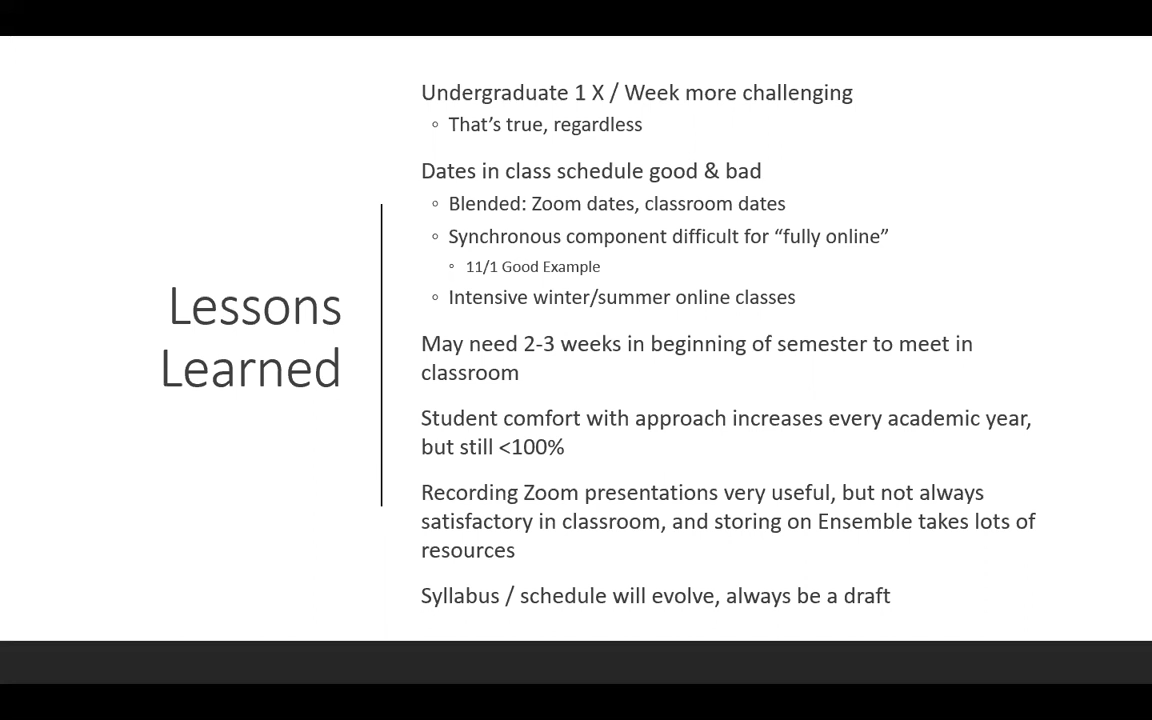 Lessons
Learned
Undergraduate 1 X / Week more challenging
◦ That’s true, regardless
Dates in class schedule good & bad
◦ Blended: Zoom dates, classroom dates
◦ Synchronous component difficult for “fully online”
◦ 11/1 Good Example
◦ Intensive winter/summer online classes
May need 2-3 weeks in beginning of semester to meet in
classroom
Student comfort with approach increases every academic year,
but still <100%
Recording Zoom presentations very useful, but not always
satisfactory in classroom, and storing on Ensemble takes lots of
resources
Syllabus / schedule will evolve, always be a draft